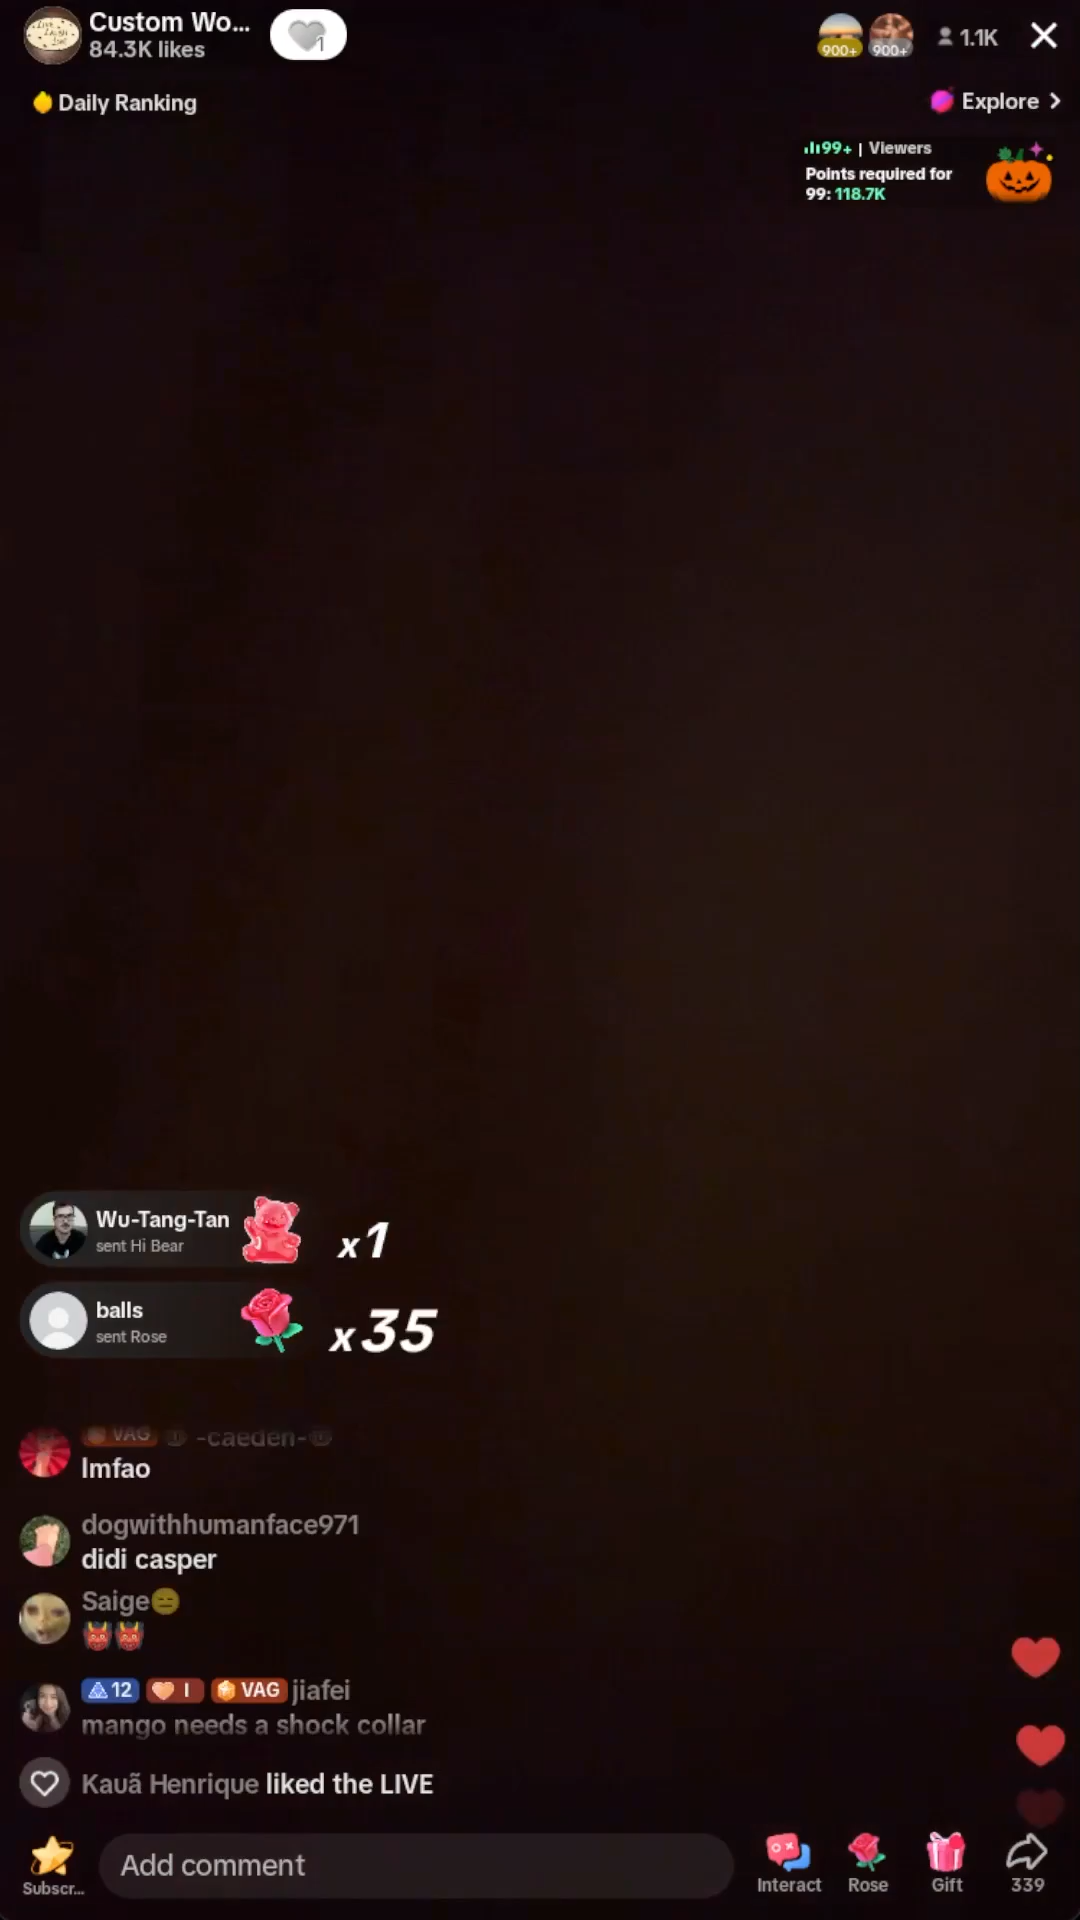 Custom Wo...
84.3K likes
1
900+
900+
1.1K
Daily Ranking
Explore
99+ | Viewers
Points required for
99: 118.7K
Wu-Tang-Tan
sent Hi Bear
x1
balls
sent Rose
x35
VAG -caeden-
lmfao
dogwithhumanface971
didi casper
Saige😑
👹👹
12 I VAG jiafei
mango needs a shock collar
Kauã Henrique liked the LIVE
Subscr...
Add comment
Interact
Rose
Gift
339